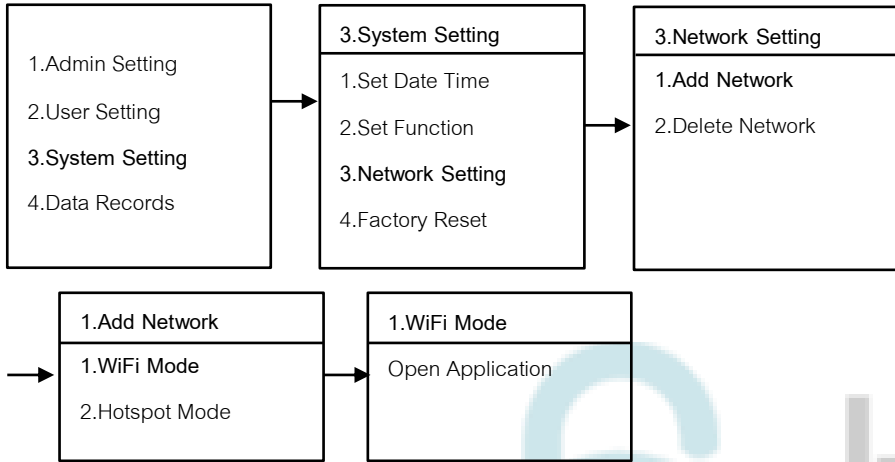 1.Admin Setting
2.User Setting
3.System Setting
4.Data Records
3.System Setting
1.Set Date Time
2.Set Function
3.Network Setting
4.Factory Reset
3.Network Setting
1.Add Network
2.Delete Network
1.Add Network
1.WiFi Mode
2.Hotspot Mode
1.WiFi Mode
Open Application